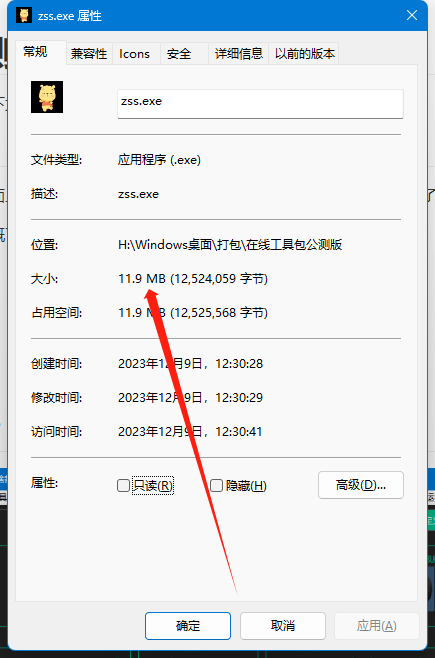 zss.exe 属性
常规 兼容性 Icons 安全 详细信息 以前的版本
zss.exe
文件类型: 应用程序 (.exe)
描述: zss.exe
位置: H:\Windows桌面\打包\在线工具包公测版
大小: 11.9 MB (12,524,059 字节)
占用空间: 11.9 MB (12,525,568 字节)
创建时间: 2023年12月9日，12:30:28
修改时间: 2023年12月9日，12:30:29
访问时间: 2023年12月9日，12:30:41
属性: 只读(R) 隐藏(H) 高级(D)...
确定 取消 应用(A)